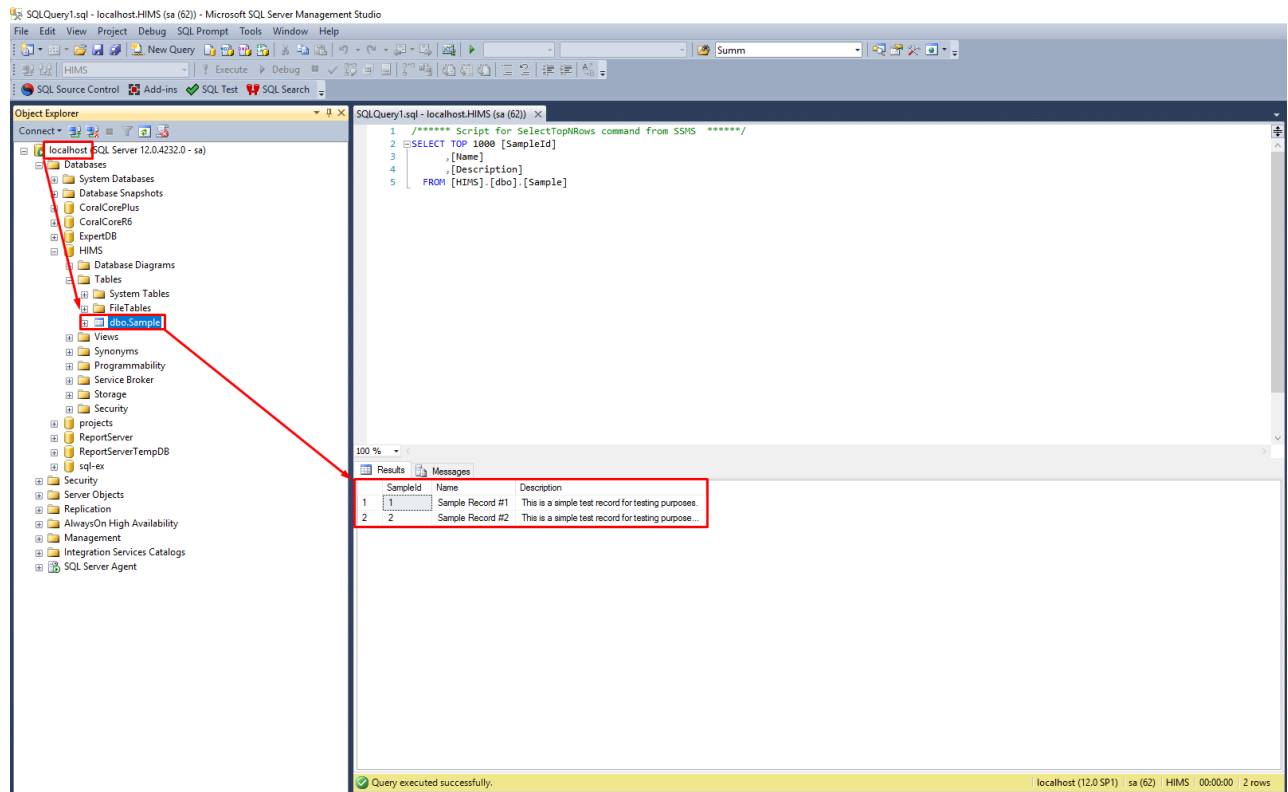 SQLQuery1.sql - localhost.HIMS (sa (62)) - Microsoft SQL Server Management Studio
File Edit View Project Debug SQL Prompt Tools Window Help
New Query Summ
HIMS Execute Debug
SQL Source Control Add-ins SQL Test SQL Search
Object Explorer
Connect
localhost (SQL Server 12.0.4232.0 - sa)
Databases
System Databases
Database Snapshots
CoralCorePlus
CoralCoreR6
ExpertDB
HIMS
Database Diagrams
Tables
System Tables
FileTables
dbo.Sample
Views
Synonyms
Programmability
Service Broker
Storage
Security
projects
ReportServer
ReportServerTempDB
sql-ex
Security
Server Objects
Replication
AlwaysOn High Availability
Management
Integration Services Catalogs
SQL Server Agent
SQLQuery1.sql - localhost.HIMS (sa (62))
1 /****** Script for SelectTopNRows command from SSMS ******/
2 SELECT TOP 1000 [SampleId]
3 ,[Name]
4 ,[Description]
5 FROM [HIMS].[dbo].[Sample]
100 %
Results Messages
SampleId Name Description
1 1 Sample Record #1 This is a simple test record for testing purposes.
2 2 Sample Record #2 This is a simple test record for testing purpose...
Query executed successfully. localhost (12.0 SP1) sa (62) HIMS 00:00:00 2 rows